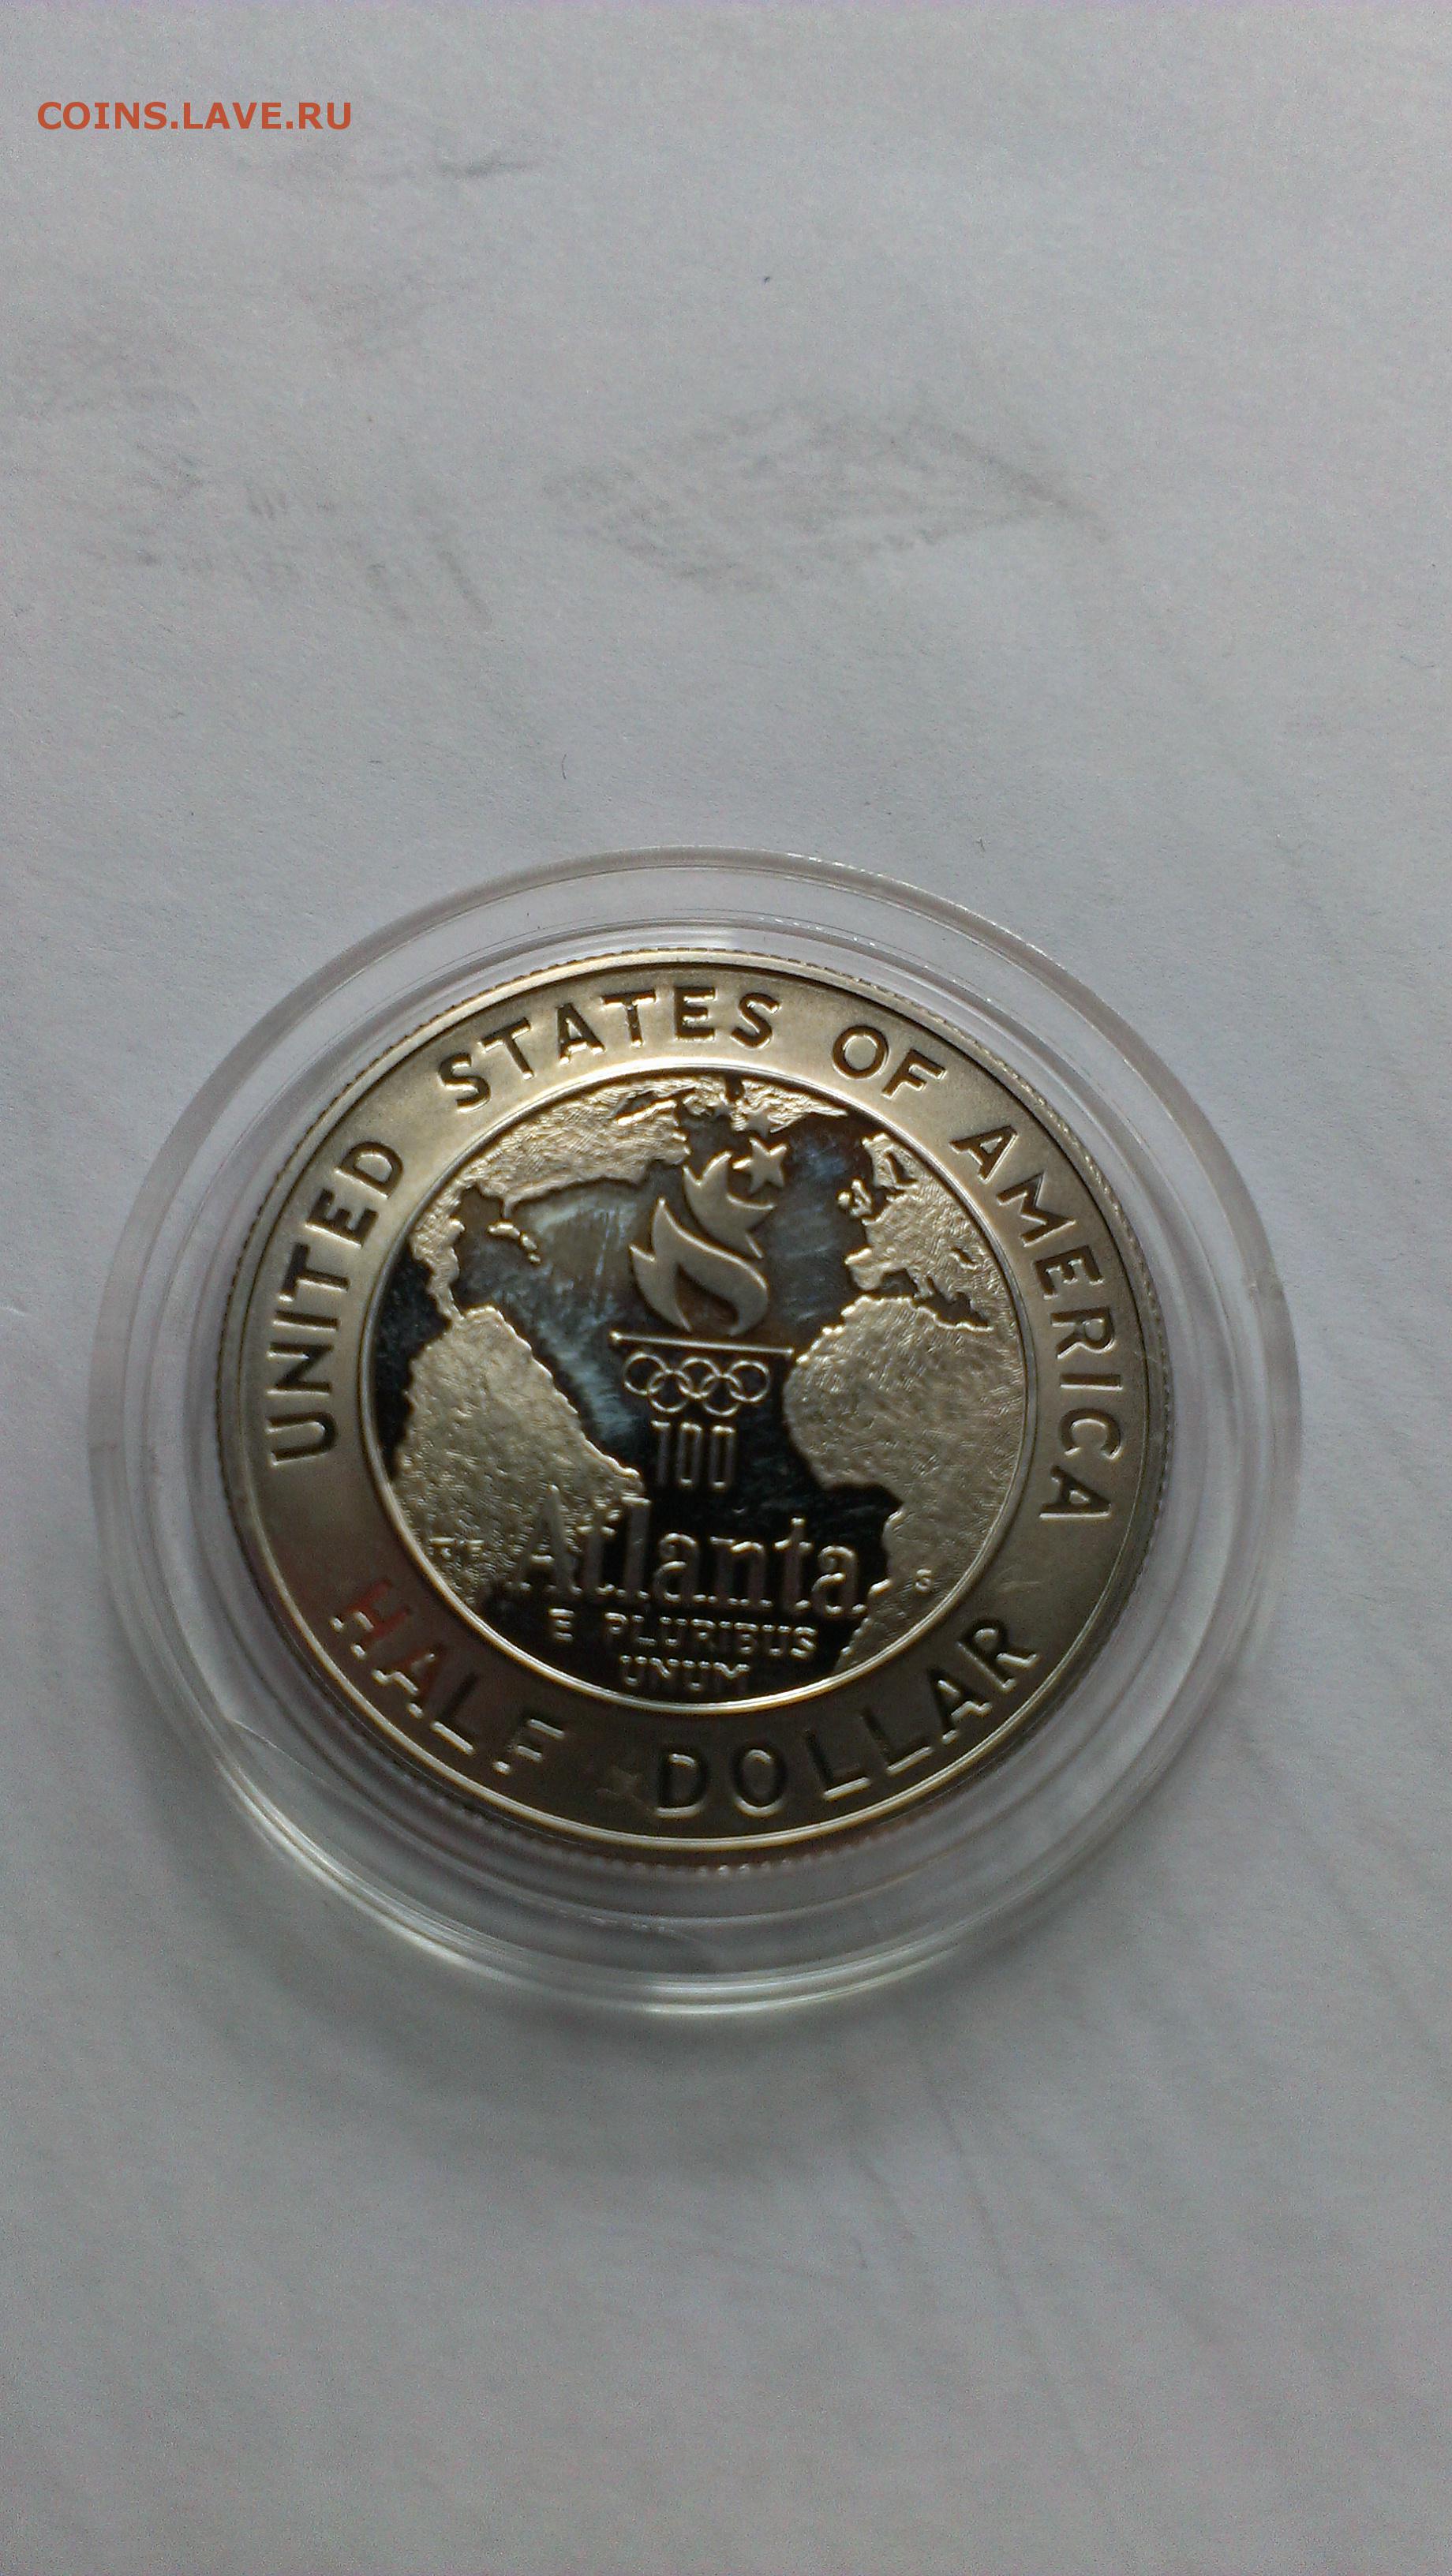 COINS.LAVE.RU
UNITED STATES OF AMERICA
100
Atlanta
E PLURIBUS
UNUM
S
HALF DOLLAR